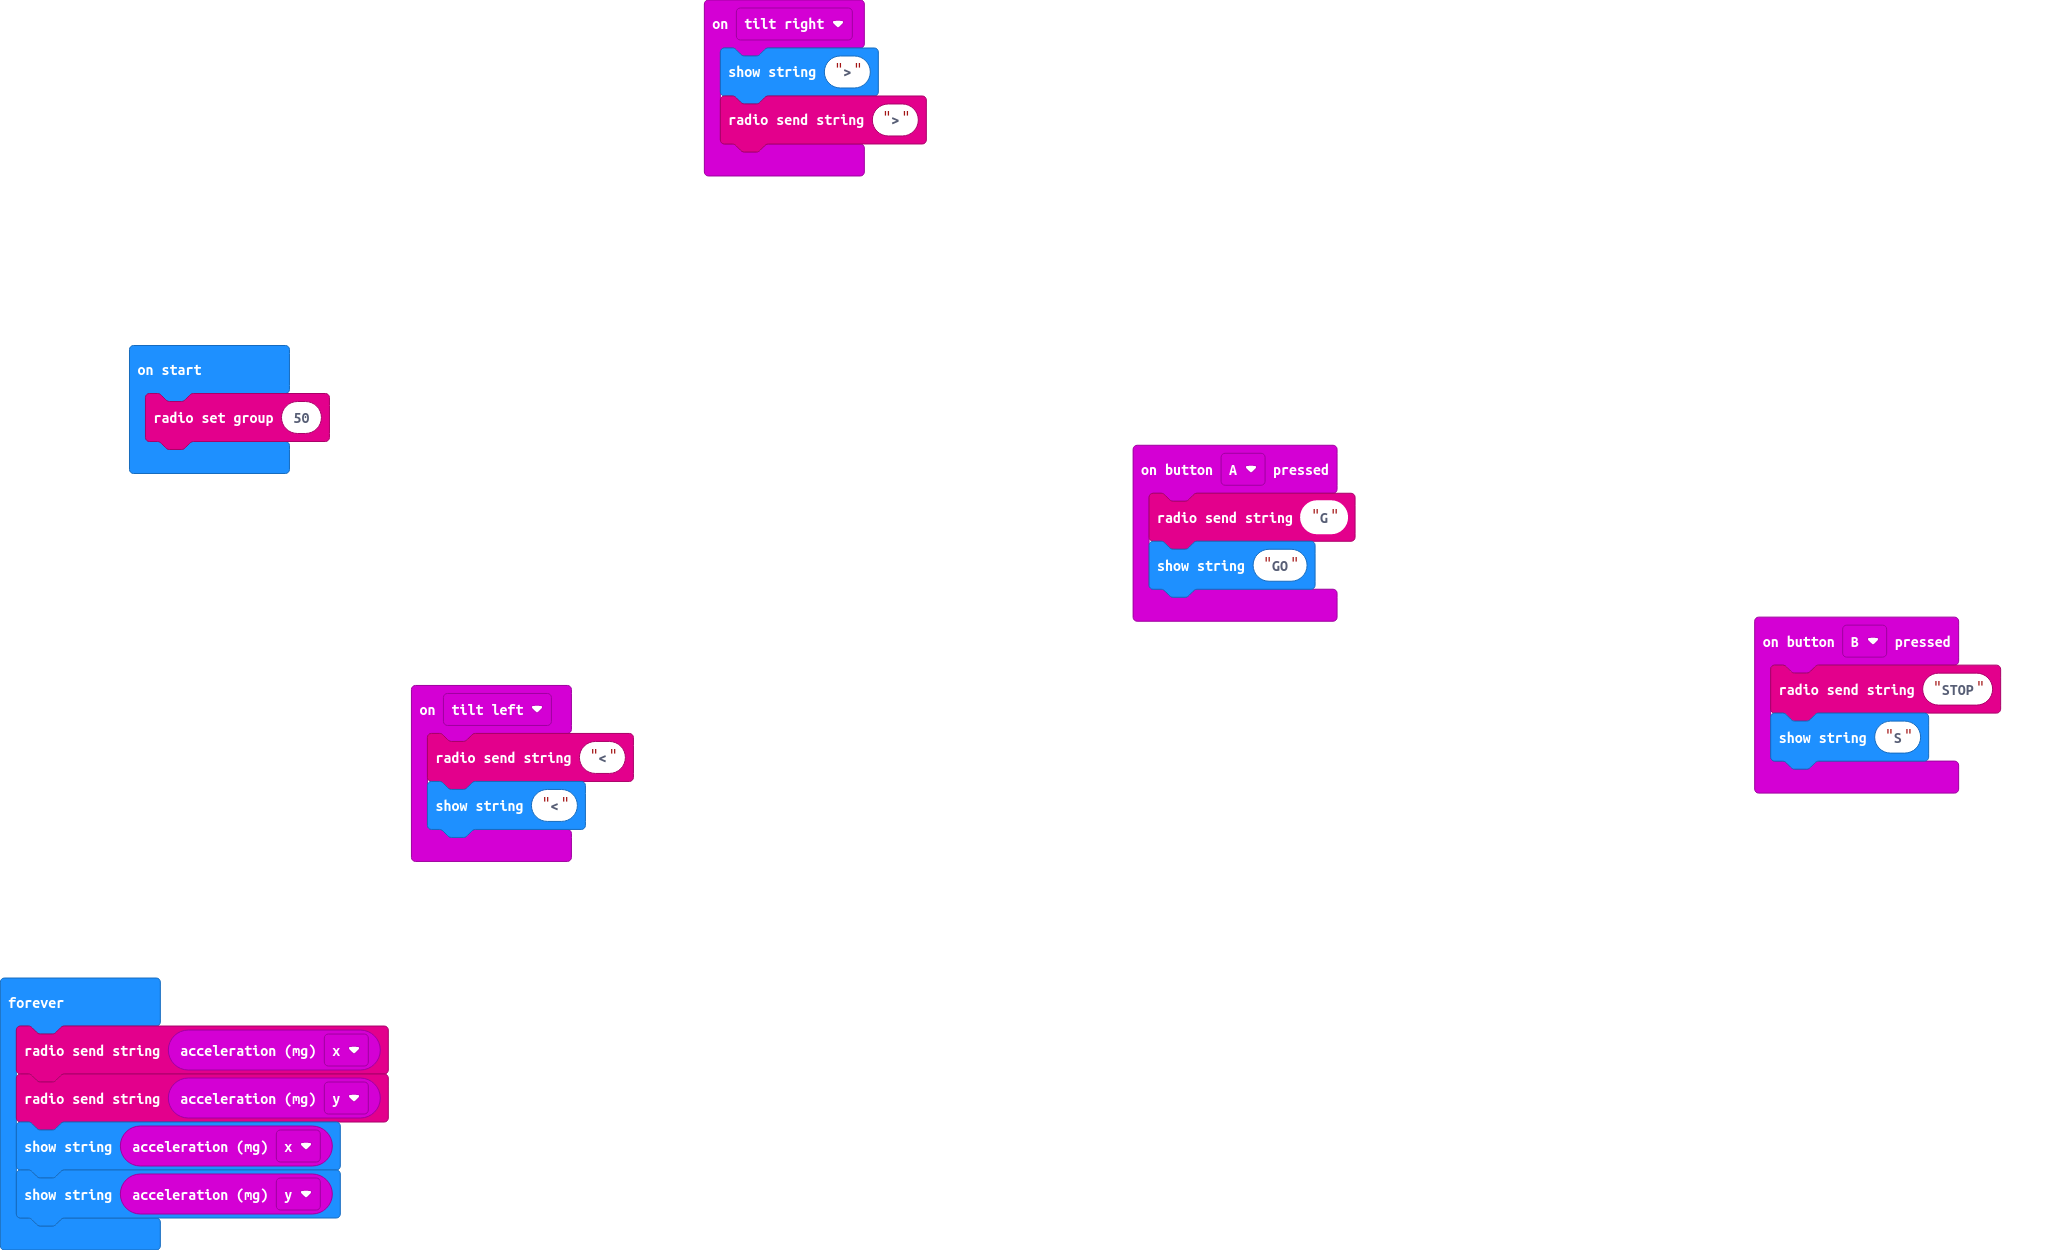 on tilt right
show string ">"
radio send string ">"
on start
radio set group 50
on button A pressed
radio send string "G"
show string "GO"
on button B pressed
radio send string "STOP"
show string "S"
on tilt left
radio send string "<"
show string "<"
forever
radio send string acceleration (mg) x
radio send string acceleration (mg) y
show string acceleration (mg) x
show string acceleration (mg) y